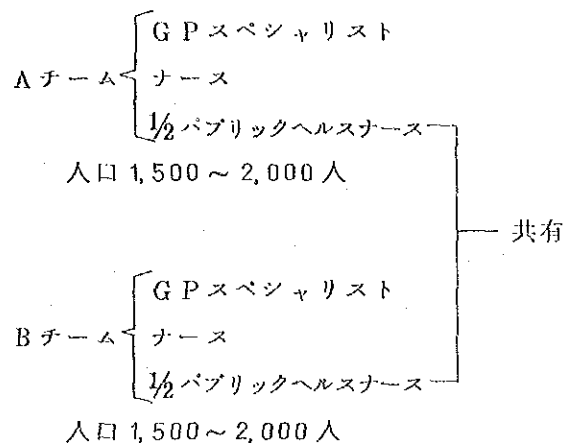 GPスペシャリスト
Aチーム ナース
½パブリックヘルスナース
人口1,500～2,000人
共有
GPスペシャリスト
Bチーム ナース
½パブリックヘルスナース
人口1,500～2,000人